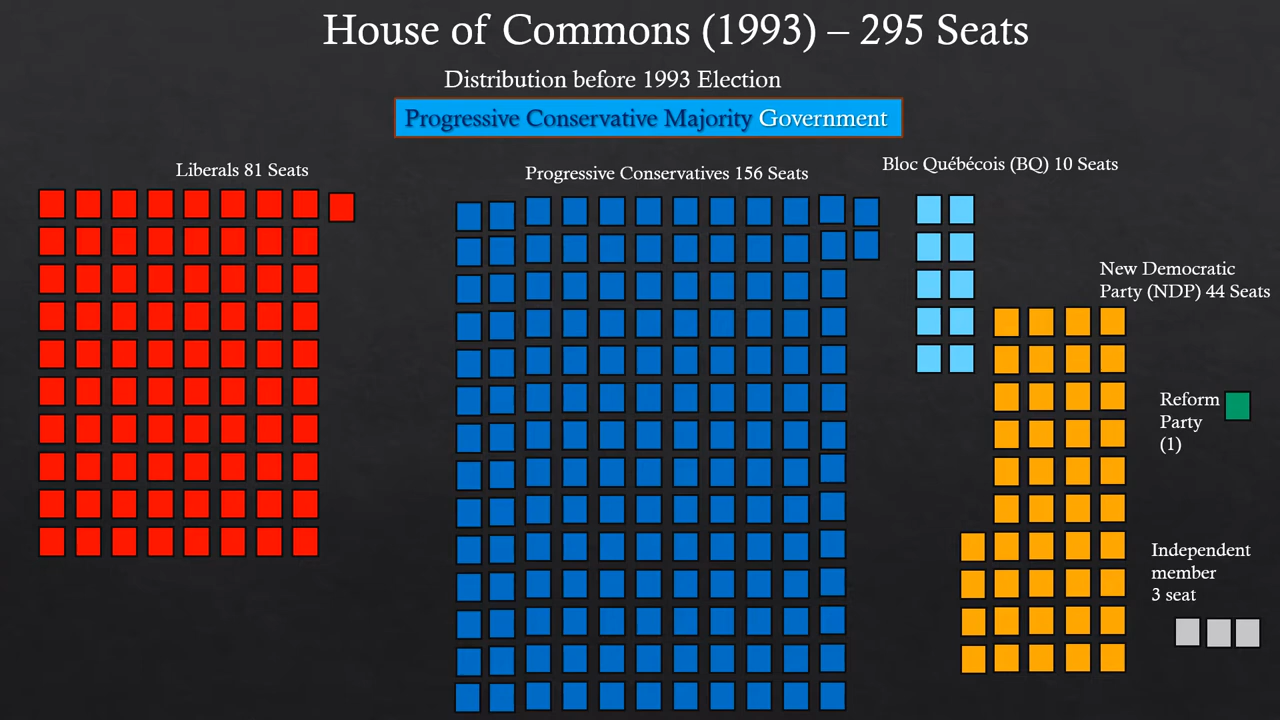 House of Commons (1993) – 295 Seats
Distribution before 1993 Election
Progressive Conservative Majority Government
Liberals 81 Seats
Progressive Conservatives 156 Seats
Bloc Québécois (BQ) 10 Seats
New Democratic
Party (NDP) 44 Seats
Reform
Party
(1)
Independent
member
3 seat